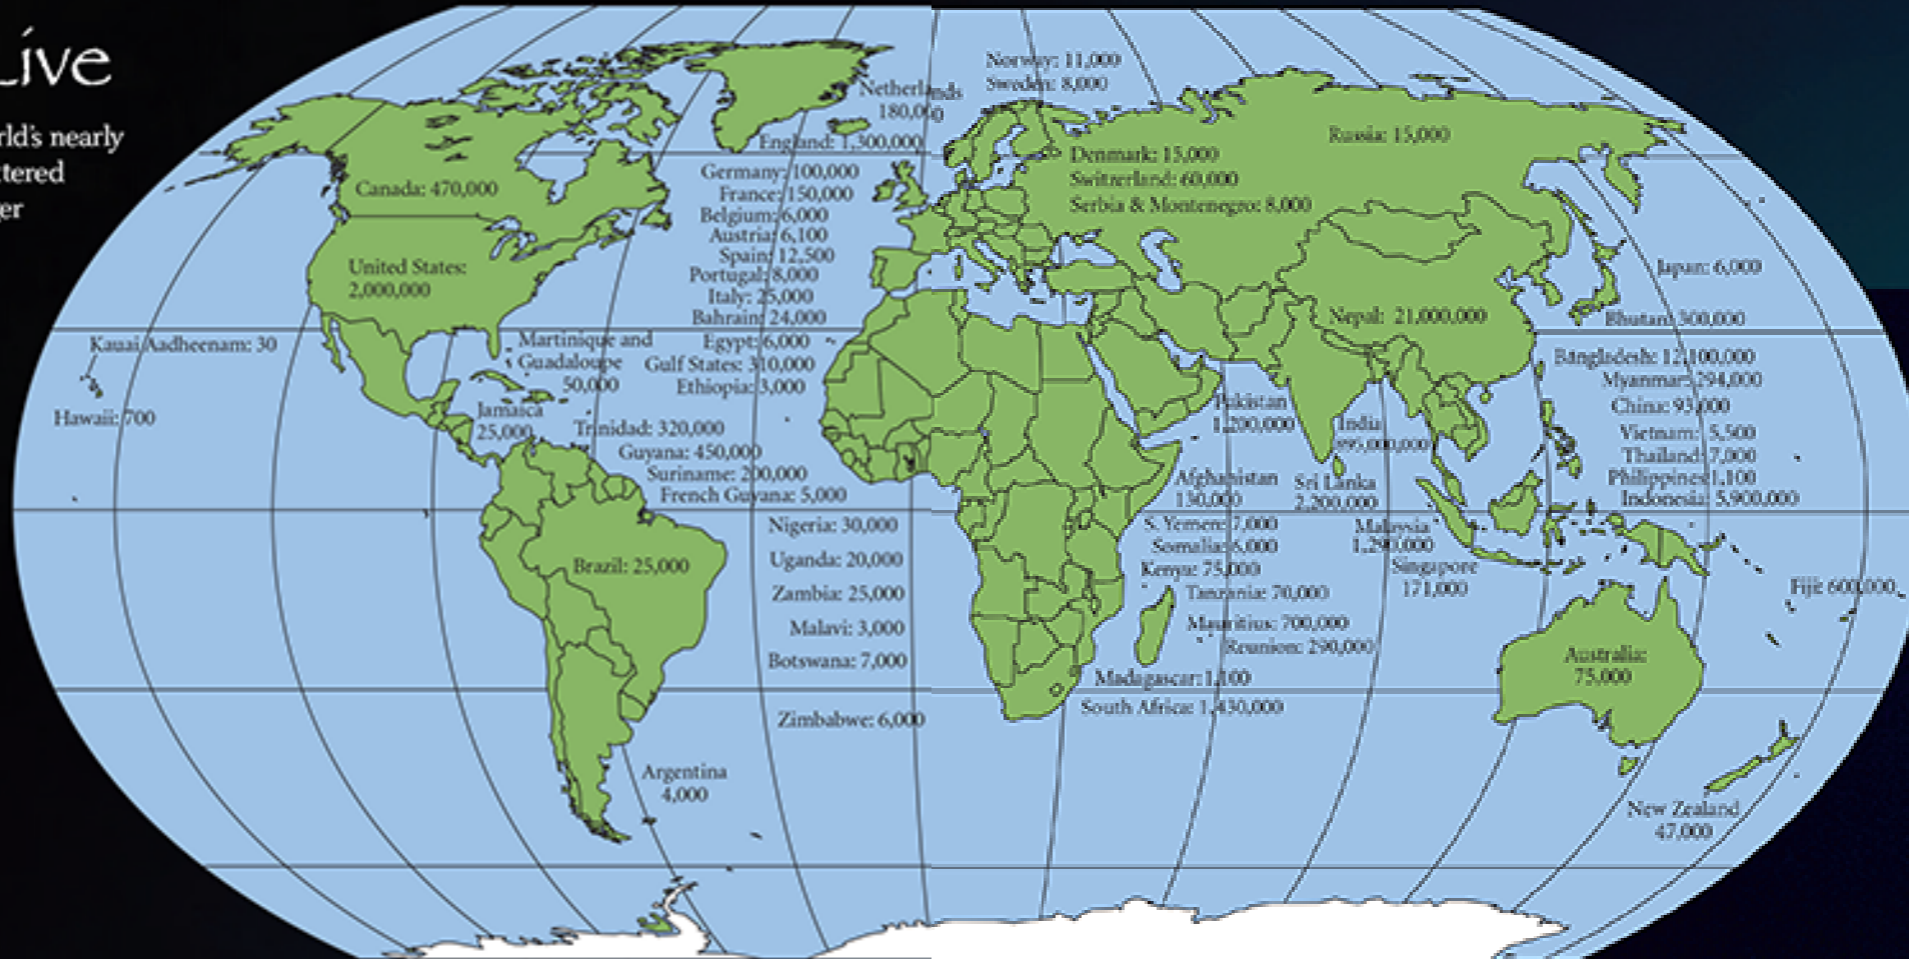 Live
rld's nearly
ttered
er
Norway: 11,000
Sweden: 8,000
Netherlands
180,000
England: 1,300,000
Germany: 100,000
France: 150,000
Belgium: 6,000
Austria: 6,100
Spain: 12,500
Portugal: 8,000
Italy: 25,000
Bahrain: 24,000
Egypt: 6,000
Gulf States: 310,000
Ethiopia: 3,000
Russia: 15,000
Denmark: 15,000
Switzerland: 60,000
Serbia & Montenegro: 8,000
Canada: 470,000
United States:
2,000,000
Kauai Aadheenam: 30
Hawaii: 700
Martinique and
Guadaloupe
50,000
Jamaica
25,000
Trinidad: 320,000
Guyana: 450,000
Suriname: 200,000
French Guyana: 5,000
Brazil: 25,000
Argentina
4,000
Nigeria: 30,000
Uganda: 20,000
Zambia: 25,000
Malavi: 3,000
Botswana: 7,000
Zimbabwe: 6,000
Nepal: 21,000,000
Pakistan
1,200,000
India
895,000,000
Afghanistan
130,000
Sri Lanka
2,200,000
S. Yemen: 7,000
Somalia: 6,000
Kenya: 75,000
Tanzania: 70,000
Mauritius: 700,000
Reunion: 290,000
Madagascar: 1,100
South Africa: 1,430,000
Malaysia
1,290,000
Singapore
171,000
Japan: 6,000
Bhutan: 300,000
Bangladesh: 12,100,000
Myanmar: 294,000
China: 93,000
Vietnam: 5,500
Thailand: 7,000
Philippines: 1,100
Indonesia: 5,900,000
Fiji: 600,000
Australia:
75,000
New Zealand
47,000